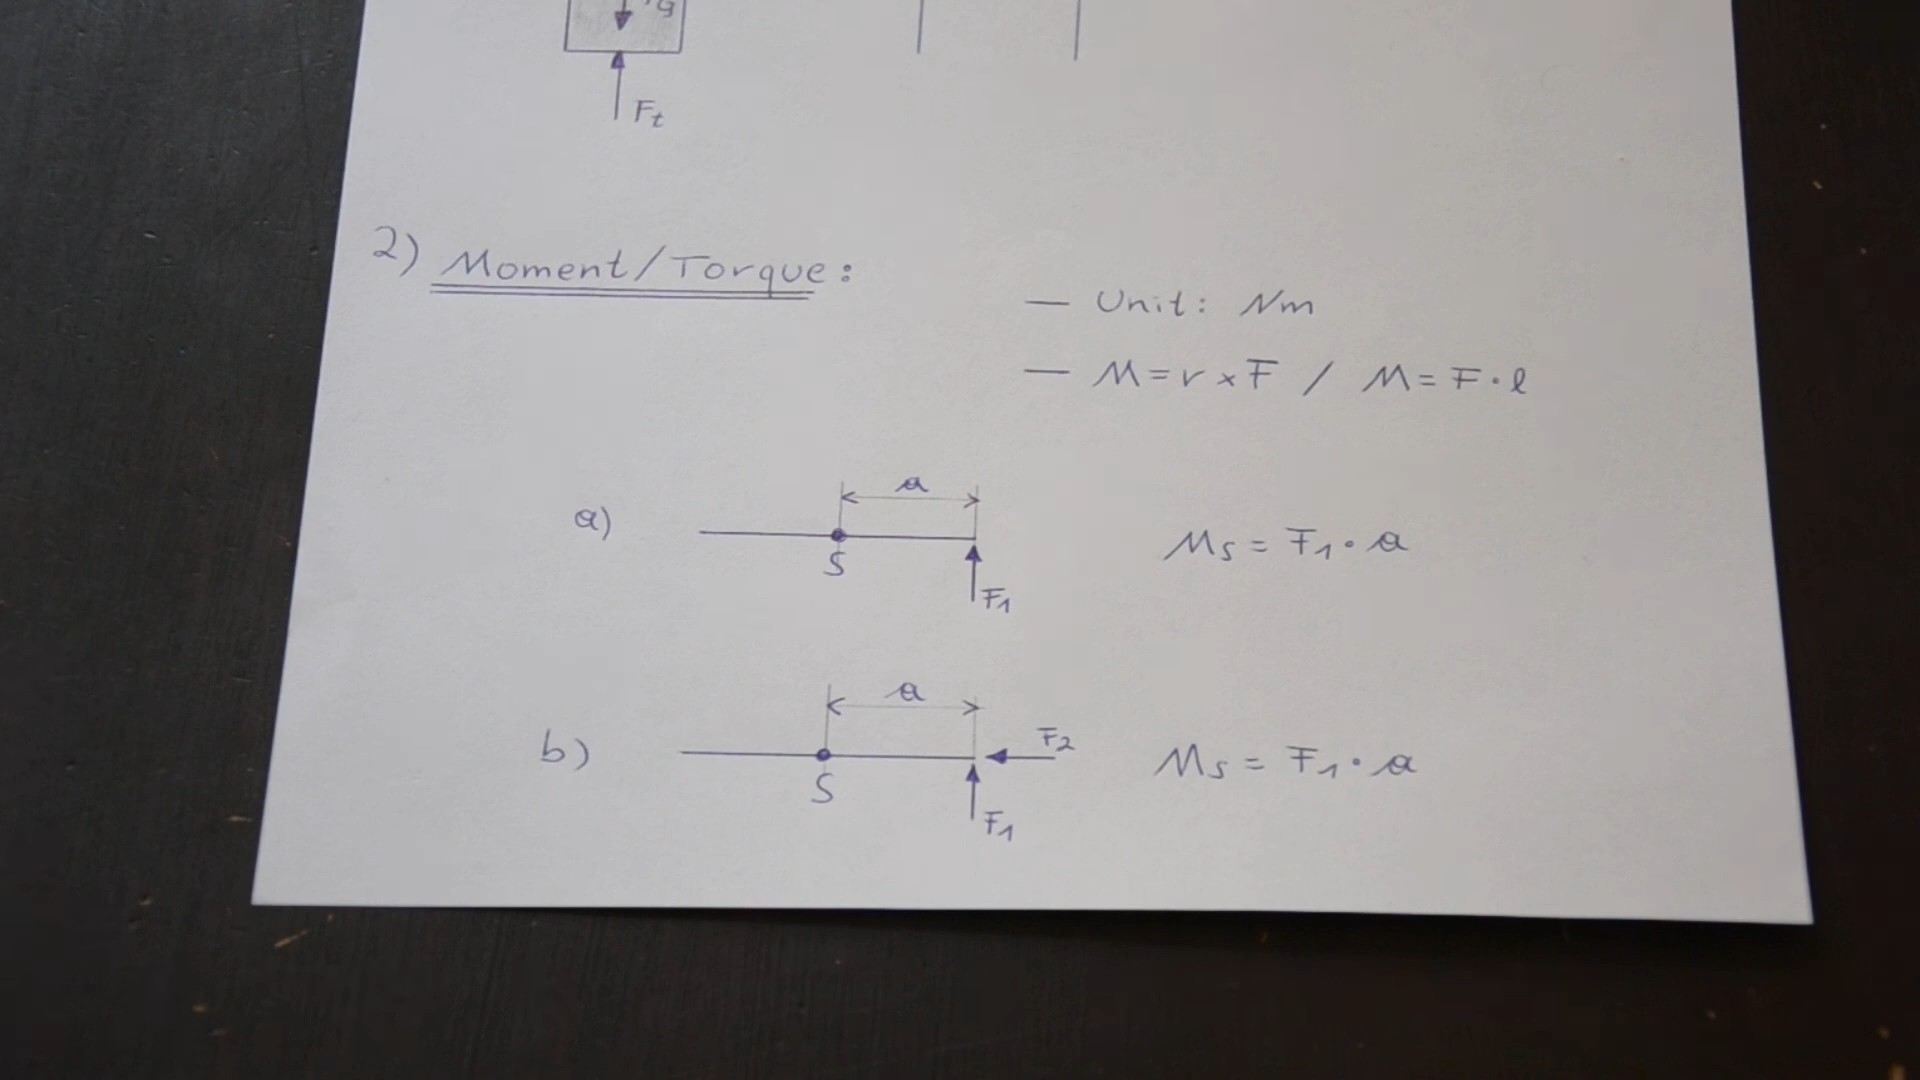 Ft
2) Moment/Torque:
— Unit: Nm
— M = r x F / M = F · l
a
a)
S
F1
Ms = F1 · a
a
b)
F2
S
F1
Ms = F1 · a